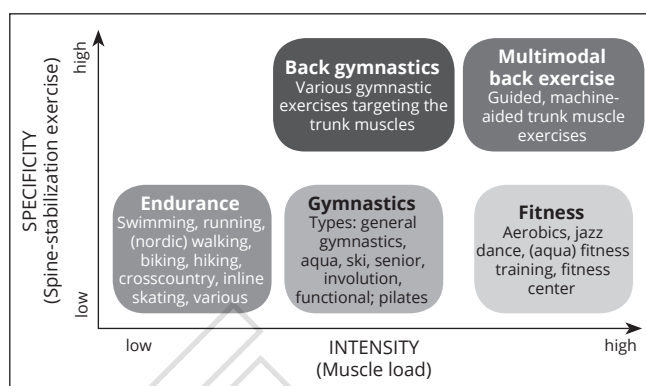 SPECIFICITY
(Spine-stabilization exercise)
high
low
Back gymnastics
Various gymnastic
exercises targeting the
trunk muscles
Multimodal
back exercise
Guided, machine-
aided trunk muscle
exercises
Endurance
Swimming, running,
(nordic) walking,
biking, hiking,
crosscountry, inline
skating, various
Gymnastics
Types: general
gymnastics,
aqua, ski, senior,
involution,
functional; pilates
Fitness
Aerobics, jazz
dance, (aqua) fitness
training, fitness
center
low
high
INTENSITY
(Muscle load)